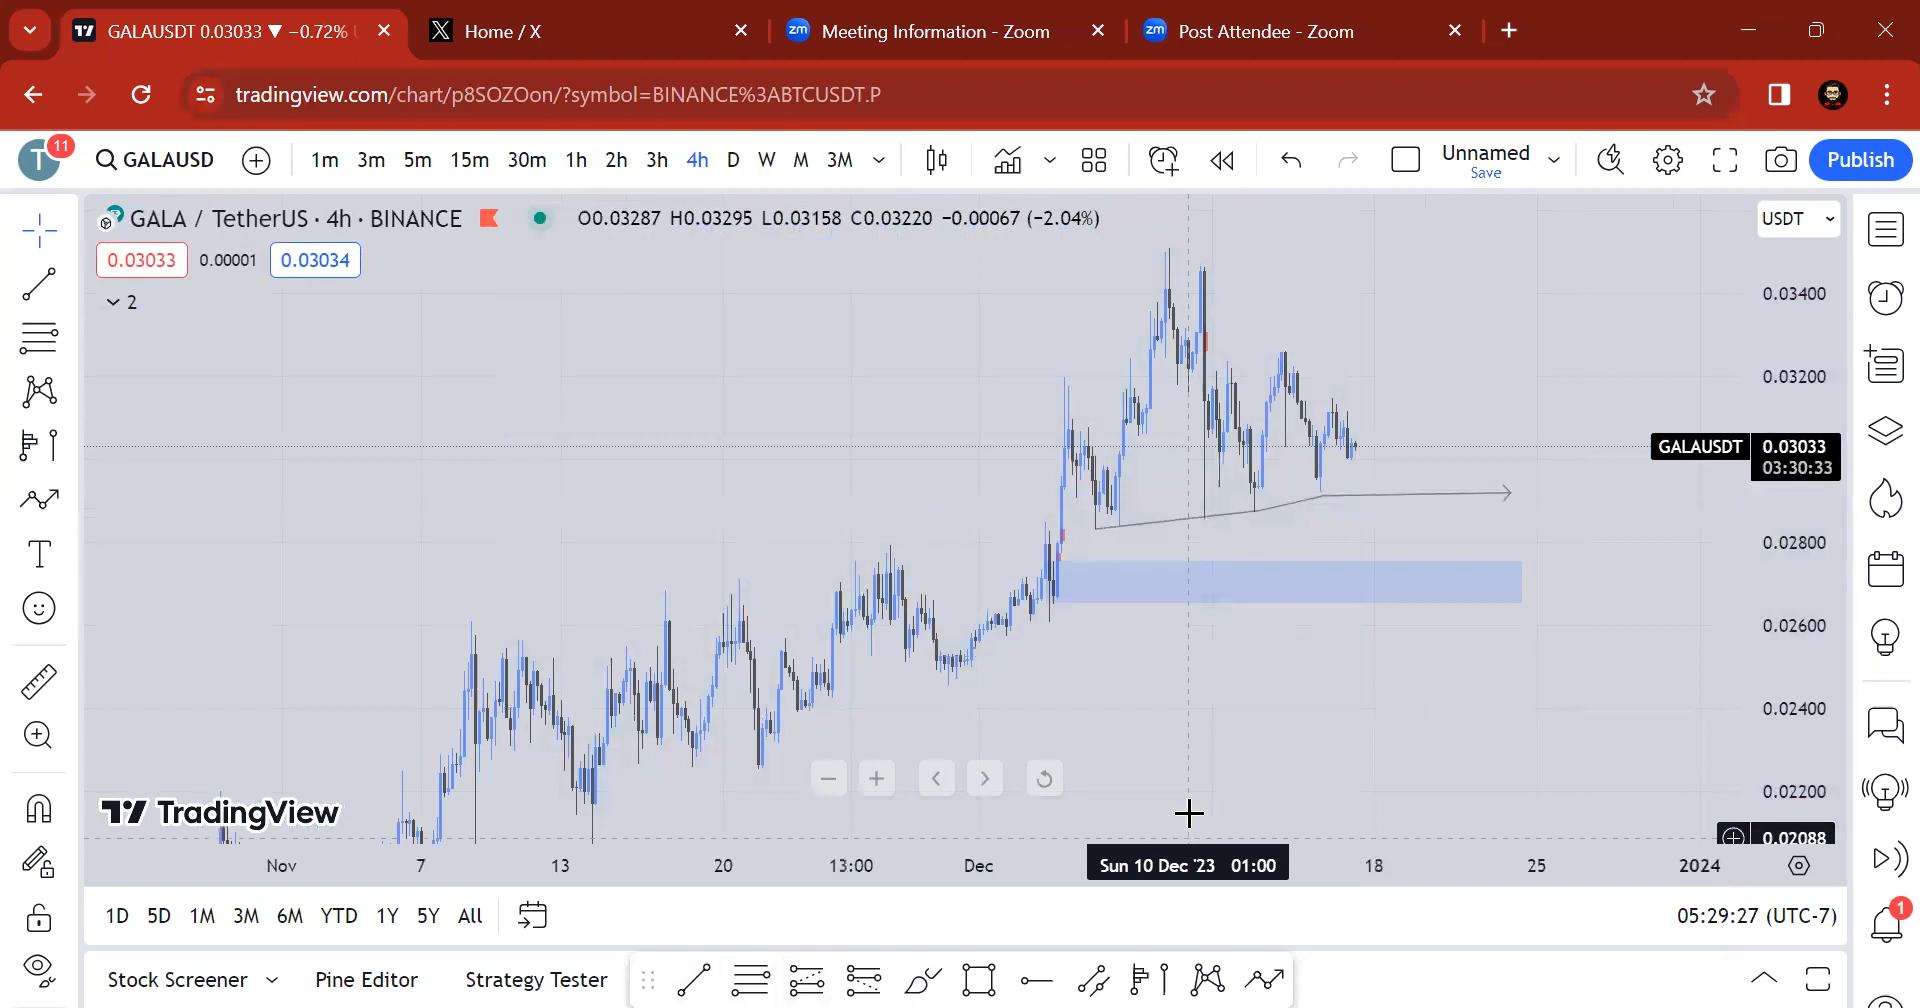 GALAUSDT 0.03033 ▼ −0.72%
Home / X
Meeting Information - Zoom
Post Attendee - Zoom
tradingview.com/chart/p8SOZOon/?symbol=BINANCE%3ABTCUSDT.P
T 11
GALAUSD
1m 3m 5m 15m 30m 1h 2h 3h 4h D W M 3M
Unnamed
Save
Publish
GALA / TetherUS · 4h · BINANCE
O0.03287 H0.03295 L0.03158 C0.03220 −0.00067 (−2.04%)
USDT
0.03033 0.00001 0.03034
2
0.03400
0.03200
GALAUSDT 0.03033
03:30:33
0.02800
0.02600
0.02400
0.02200
0.02088
TradingView
Nov 7 13 20 13:00 Dec Sun 10 Dec '23 01:00 18 25 2024
1D 5D 1M 3M 6M YTD 1Y 5Y All
05:29:27 (UTC-7)
1
Stock Screener Pine Editor Strategy Tester